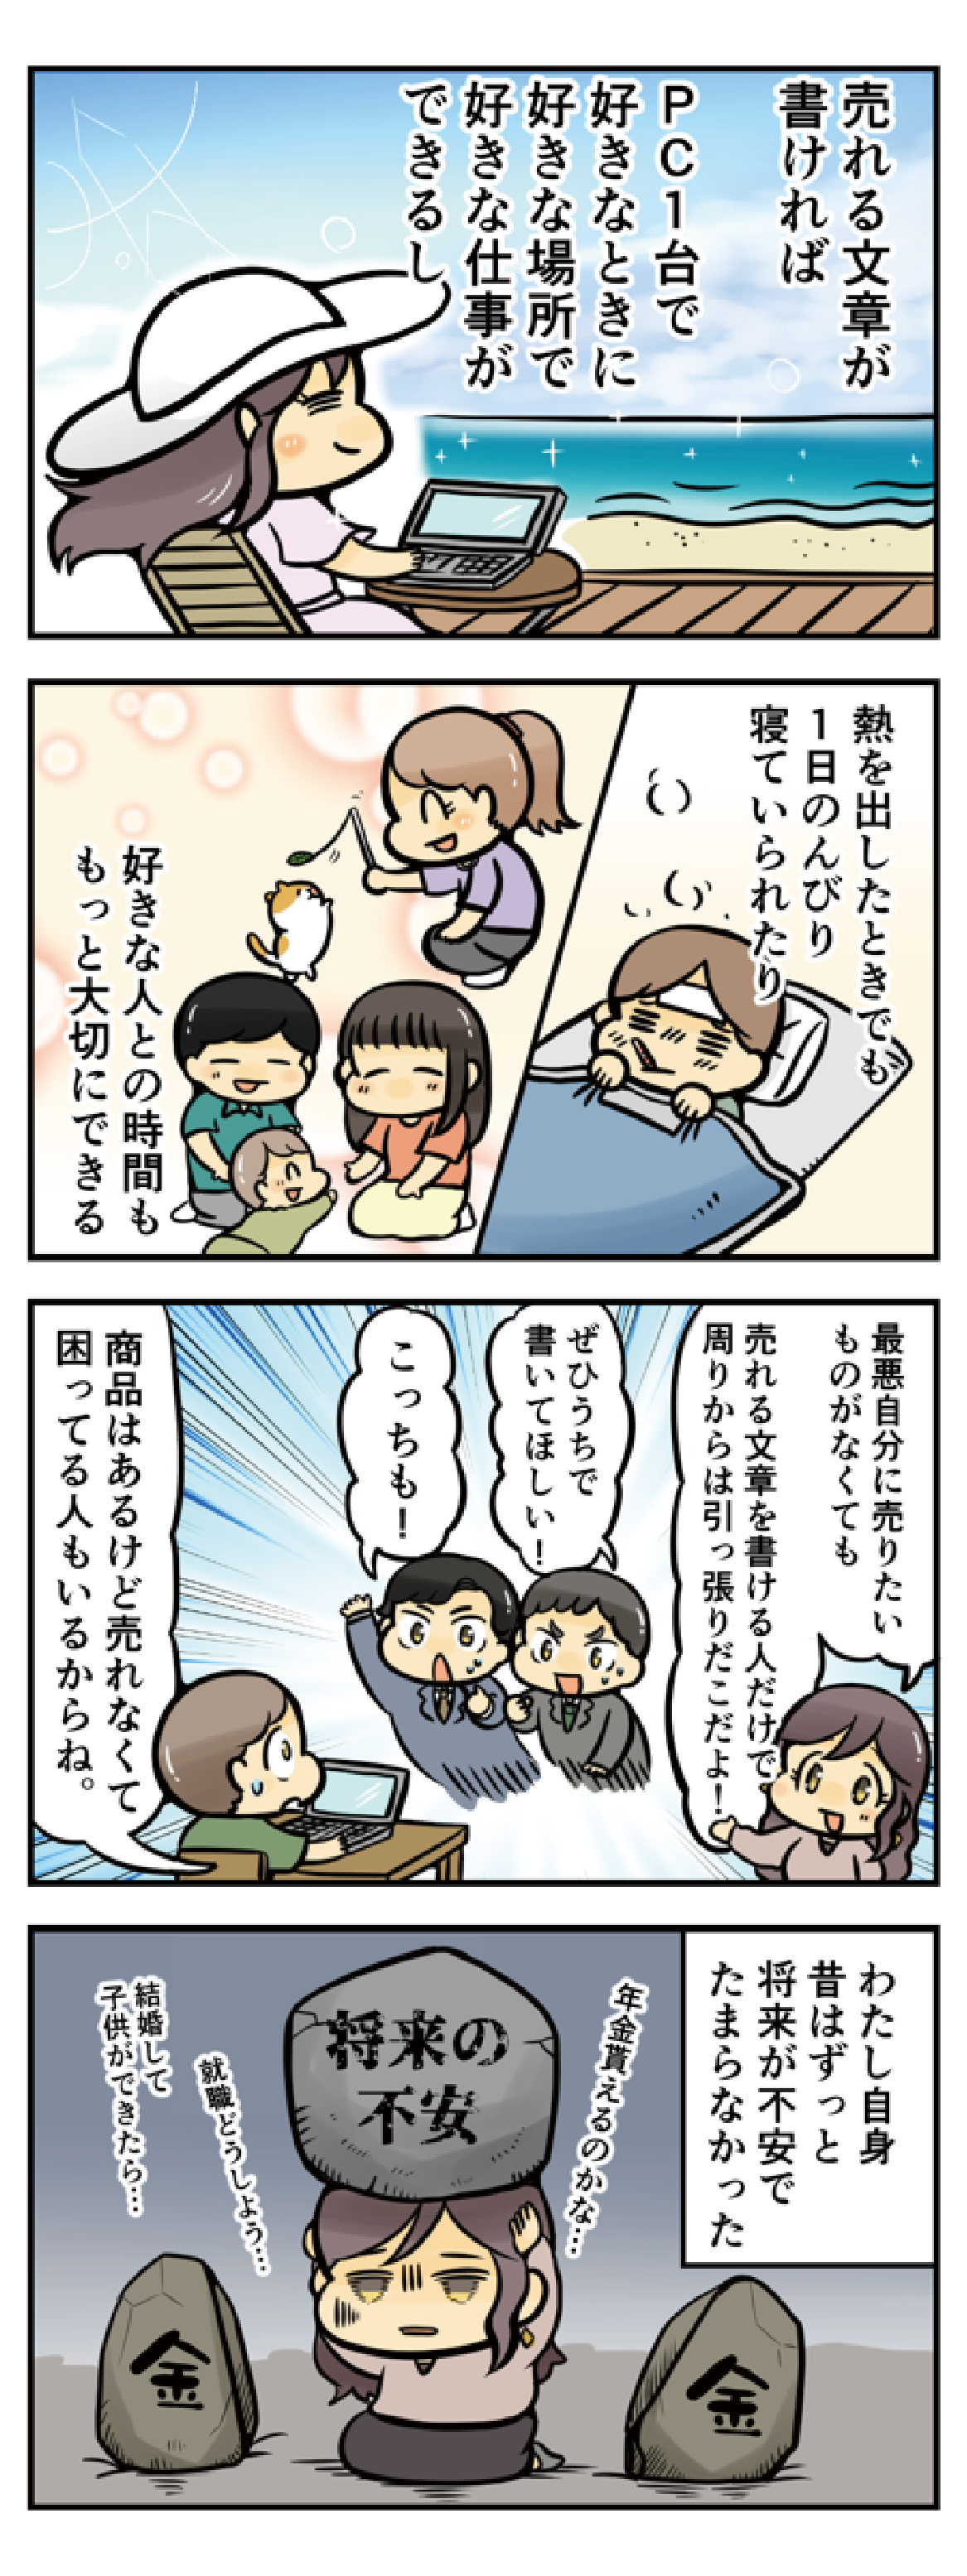 売れる文章が
書ければ
PC1台で
好きなときに
好きな場所で
好きな仕事が
できるし
熱を出したときでも
1日のんびり
寝ていられたり
好きな人との時間も
もっと大切にできる
最悪自分に売りたい
ものがなくても
売れる文章を書ける人だけで
周りからは引っ張りだこだよ！
ぜひうちで
書いてほしい！
こっちも！
商品はあるけど売れなくて
困ってる人もいるからね。
わたし自身
昔はずっと
将来が不安で
たまらなかった
年金貰えるのかな…
将来の
不安
就職どうしよう…
結婚して
子供ができたら…
金
金